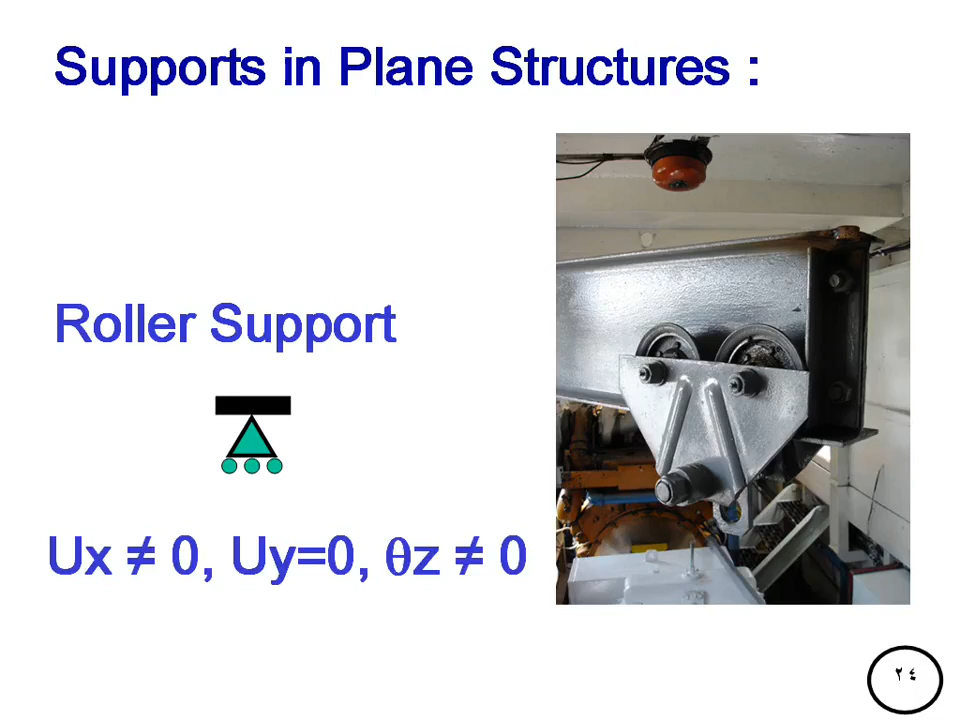 Supports in Plane Structures :
Roller Support
Ux ≠ 0, Uy=0, θz ≠ 0
٢٤